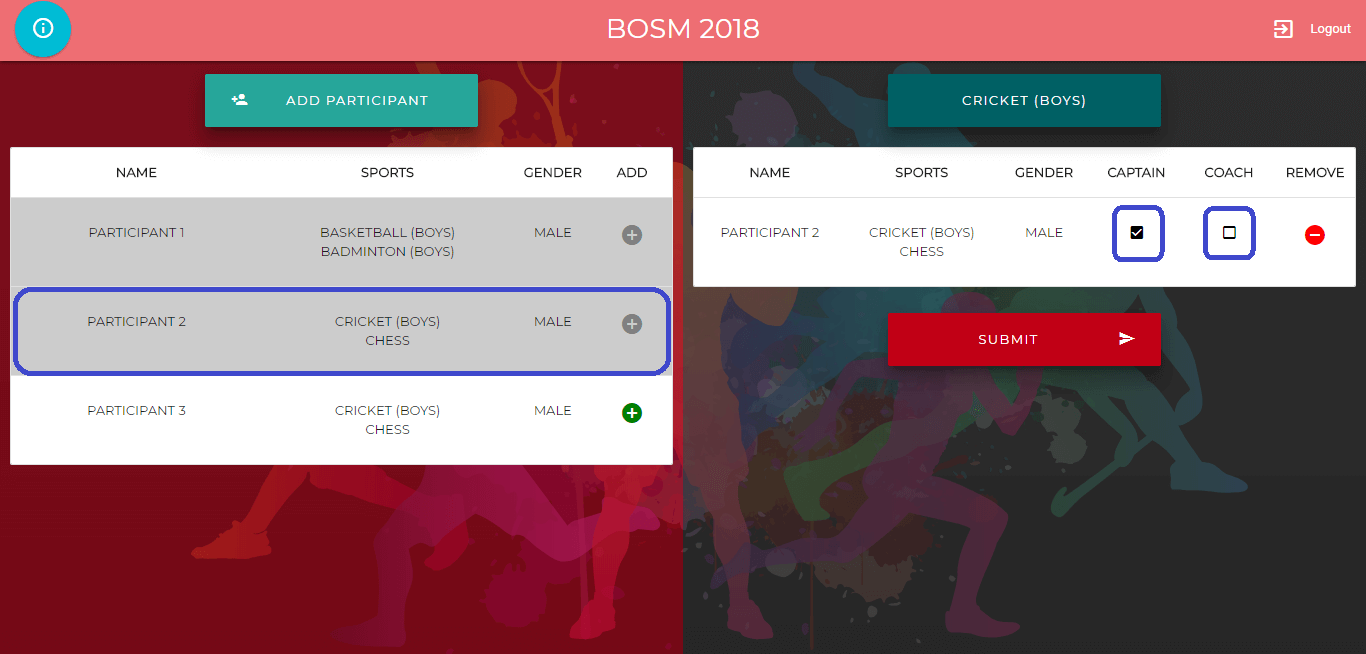 BOSM 2018
Logout
ADD PARTICIPANT
NAME SPORTS GENDER ADD
PARTICIPANT 1 BASKETBALL (BOYS) MALE
BADMINTON (BOYS)
PARTICIPANT 2 CRICKET (BOYS) MALE
CHESS
PARTICIPANT 3 CRICKET (BOYS) MALE
CHESS
CRICKET (BOYS)
NAME SPORTS GENDER CAPTAIN COACH REMOVE
PARTICIPANT 2 CRICKET (BOYS) MALE
CHESS
SUBMIT